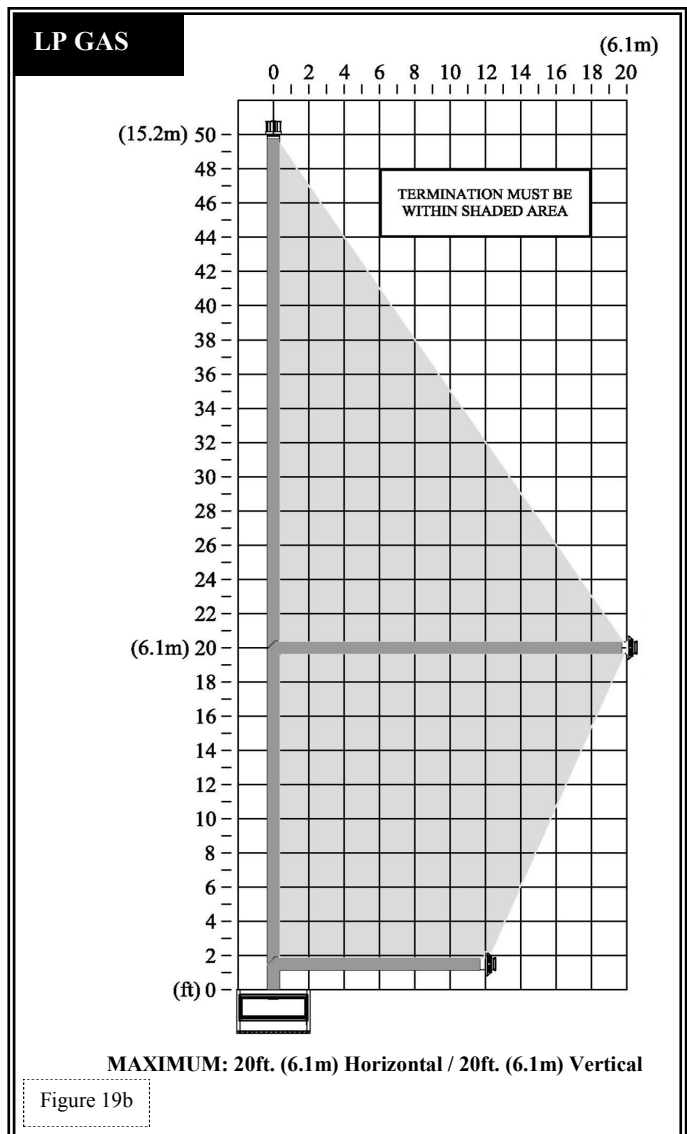 LP GAS
(6.1m)
0 2 4 6 8 10 12 14 16 18 20
(15.2m) 50
48
TERMINATION MUST BE
WITHIN SHADED AREA
46
44
42
40
38
36
34
32
30
28
26
24
22
(6.1m) 20
18
16
14
12
10
8
6
4
2
(ft) 0
MAXIMUM: 20ft. (6.1m) Horizontal / 20ft. (6.1m) Vertical
Figure 19b